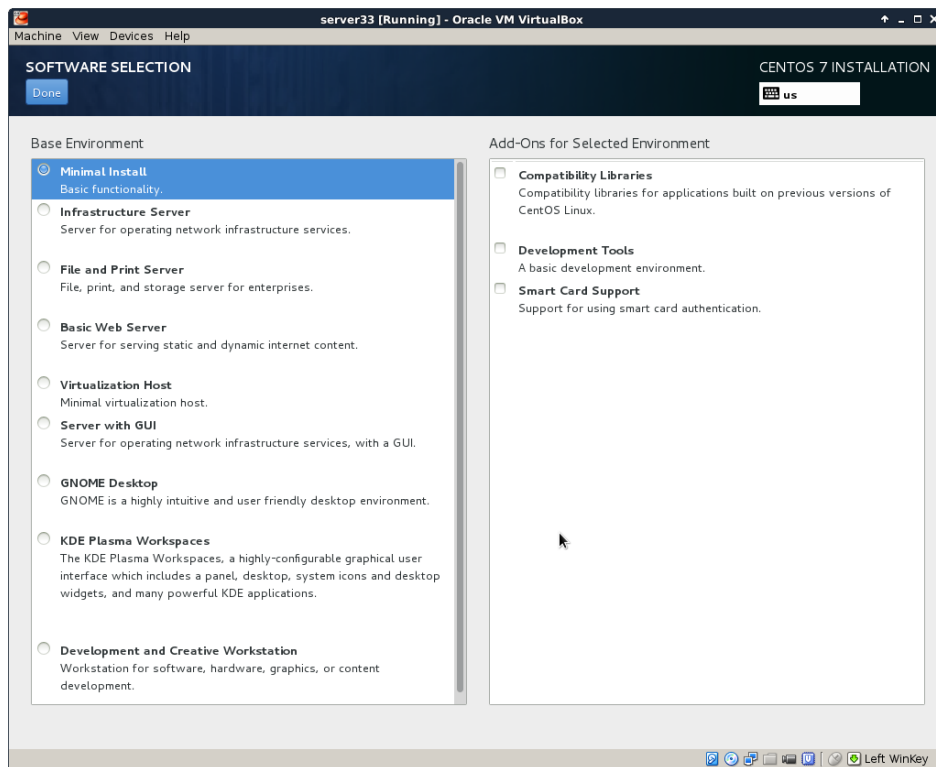 server33 [Running] - Oracle VM VirtualBox
Machine View Devices Help
SOFTWARE SELECTION
CENTOS 7 INSTALLATION
Done
us
Base Environment
Minimal Install
Basic functionality.
Infrastructure Server
Server for operating network infrastructure services.
File and Print Server
File, print, and storage server for enterprises.
Basic Web Server
Server for serving static and dynamic internet content.
Virtualization Host
Minimal virtualization host.
Server with GUI
Server for operating network infrastructure services, with a GUI.
GNOME Desktop
GNOME is a highly intuitive and user friendly desktop environment.
KDE Plasma Workspaces
The KDE Plasma Workspaces, a highly-configurable graphical user
interface which includes a panel, desktop, system icons and desktop
widgets, and many powerful KDE applications.
Development and Creative Workstation
Workstation for software, hardware, graphics, or content
development.
Add-Ons for Selected Environment
Compatibility Libraries
Compatibility libraries for applications built on previous versions of
CentOS Linux.
Development Tools
A basic development environment.
Smart Card Support
Support for using smart card authentication.
Left WinKey